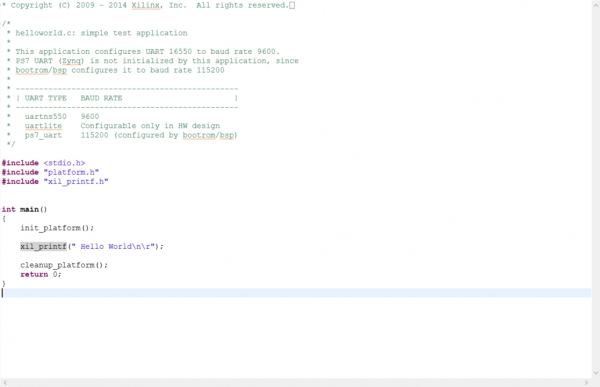 * Copyright (C) 2009 - 2014 Xilinx, Inc.  All rights reserved.
/*
 * helloworld.c: simple test application
 *
 * This application configures UART 16550 to baud rate 9600.
 * PS7 UART (Zynq) is not initialized by this application, since
 * bootrom/bsp configures it to baud rate 115200
 *
 * ------------------------------------------------
 * | UART TYPE   BAUD RATE                        |
 * ------------------------------------------------
 *   uartns550   9600
 *   uartlite    Configurable only in HW design
 *   ps7_uart    115200 (configured by bootrom/bsp)
 */
#include <stdio.h>
#include "platform.h"
#include "xil_printf.h"
int main()
{
    init_platform();
    xil_printf(" Hello World\n\r");
    cleanup_platform();
    return 0;
}